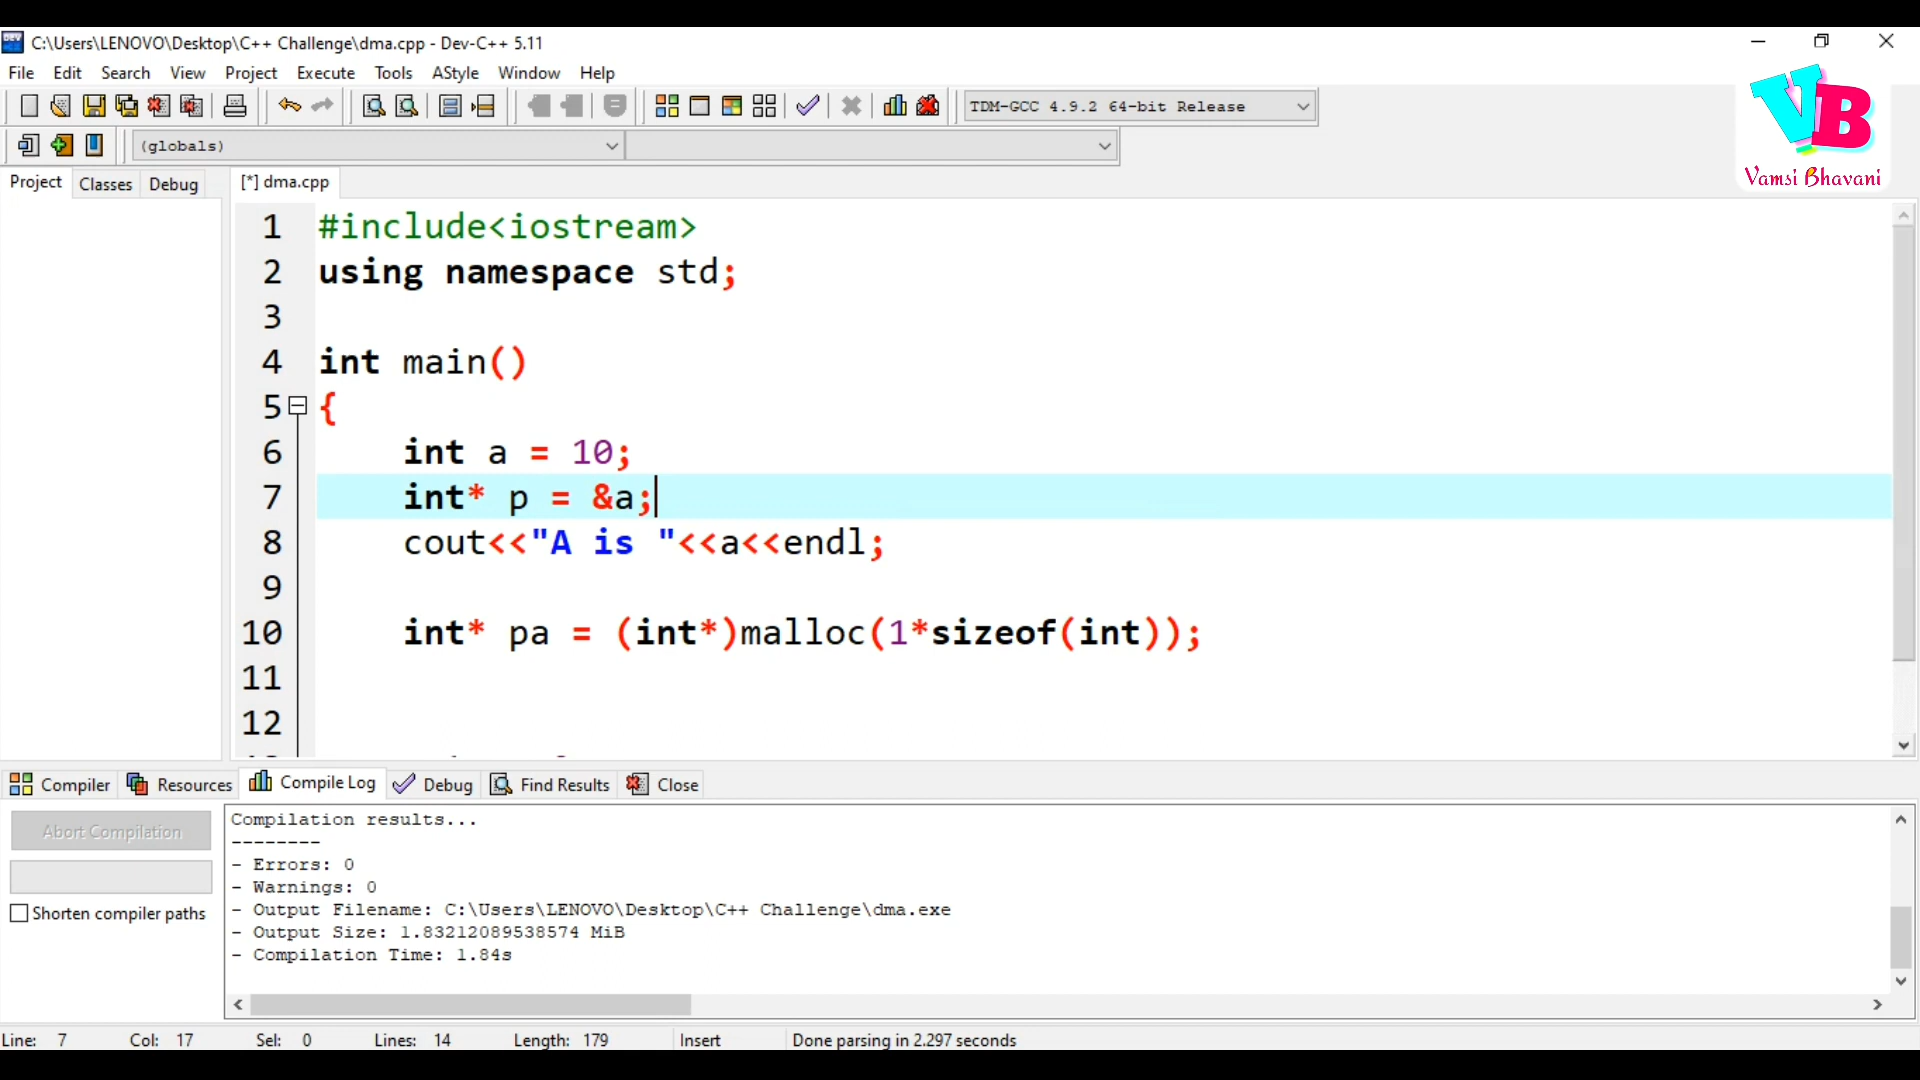 C:\Users\LENOVO\Desktop\C++ Challenge\dma.cpp - Dev-C++ 5.11
File Edit Search View Project Execute Tools AStyle Window Help
TDM-GCC 4.9.2 64-bit Release
(globals)
VB
Vamsi Bhavani
Project Classes Debug
[*] dma.cpp
1 #include<iostream>
2 using namespace std;
3
4 int main()
5 {
6 int a = 10;
7 int* p = &a;
8 cout<<"A is "<<a<<endl;
9
10 int* pa = (int*)malloc(1*sizeof(int));
11
12
Compiler Resources Compile Log Debug Find Results Close
Abort Compilation
Shorten compiler paths
Compilation results...
--------
- Errors: 0
- Warnings: 0
- Output Filename: C:\Users\LENOVO\Desktop\C++ Challenge\dma.exe
- Output Size: 1.83212089538574 MiB
- Compilation Time: 1.84s
Line: 7 Col: 17 Sel: 0 Lines: 14 Length: 179 Insert Done parsing in 2.297 seconds